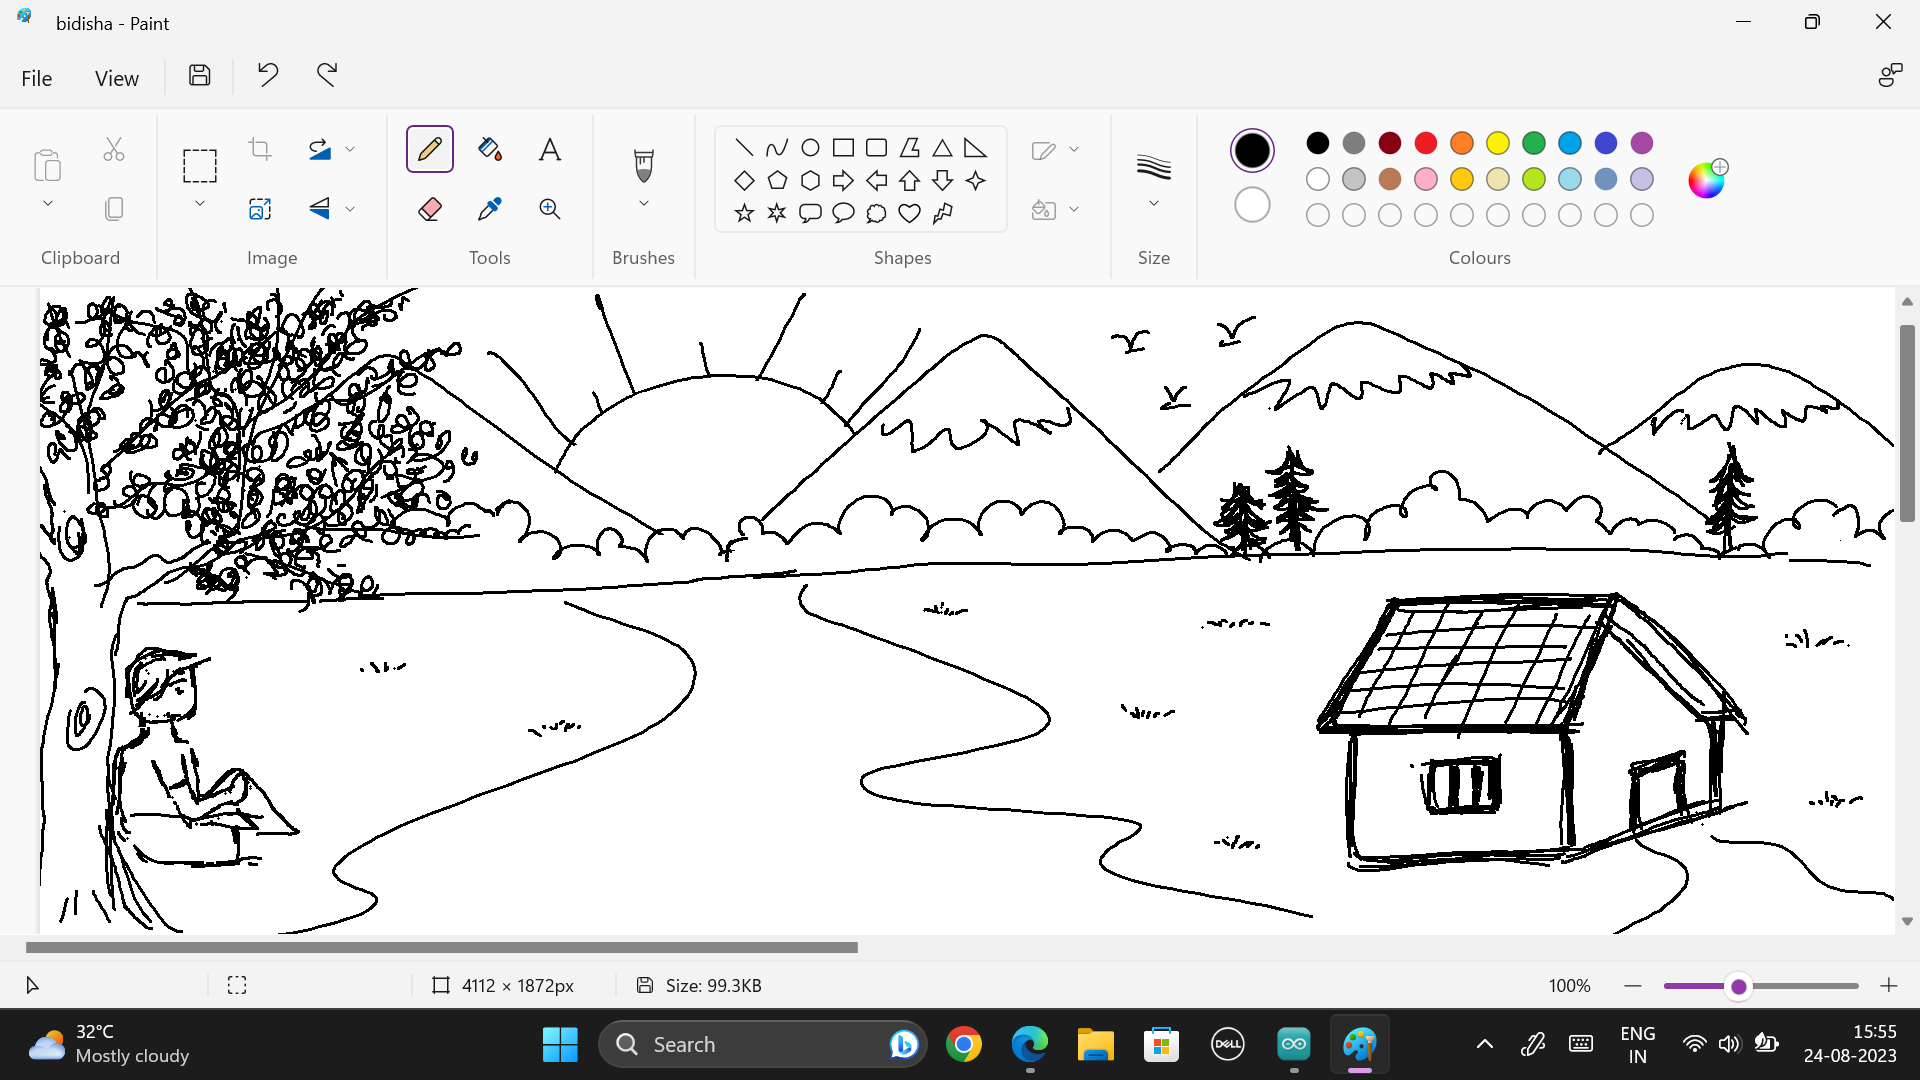 bidisha - Paint
File View
Clipboard Image Tools Brushes Shapes Size Colours
4112 × 1872px Size: 99.3KB 100%
32°C
Mostly cloudy
Search
DELL
ENG
IN
15:55
24-08-2023